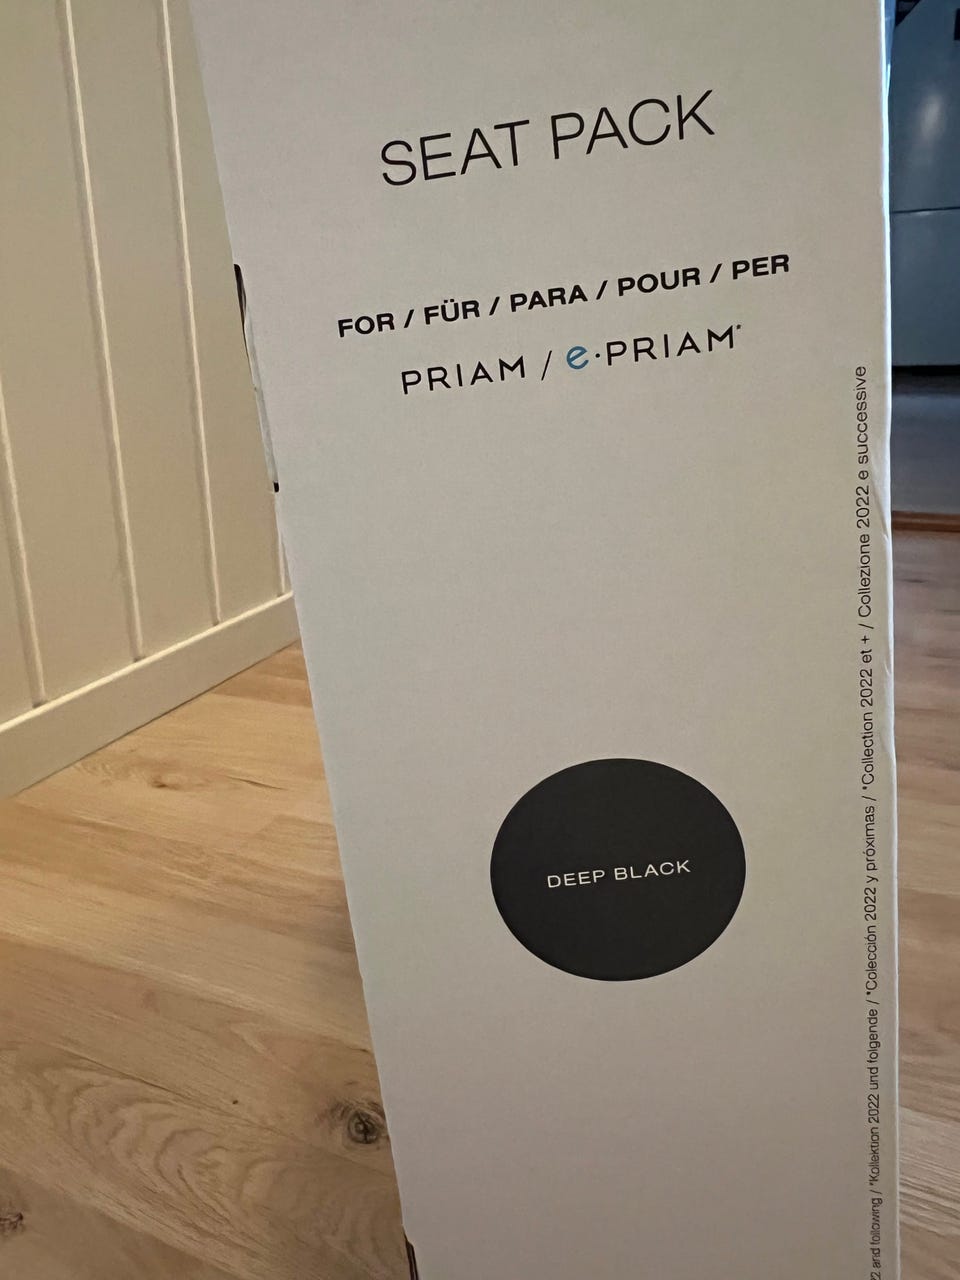 SEAT PACK
FOR / FÜR / PARA / POUR / PER
PRIAM / e·PRIAM*
DEEP BLACK
2 and following / *Kollektion 2022 und folgende / *Colección 2022 y próximas / *Collection 2022 et + / Collezione 2022 e successive